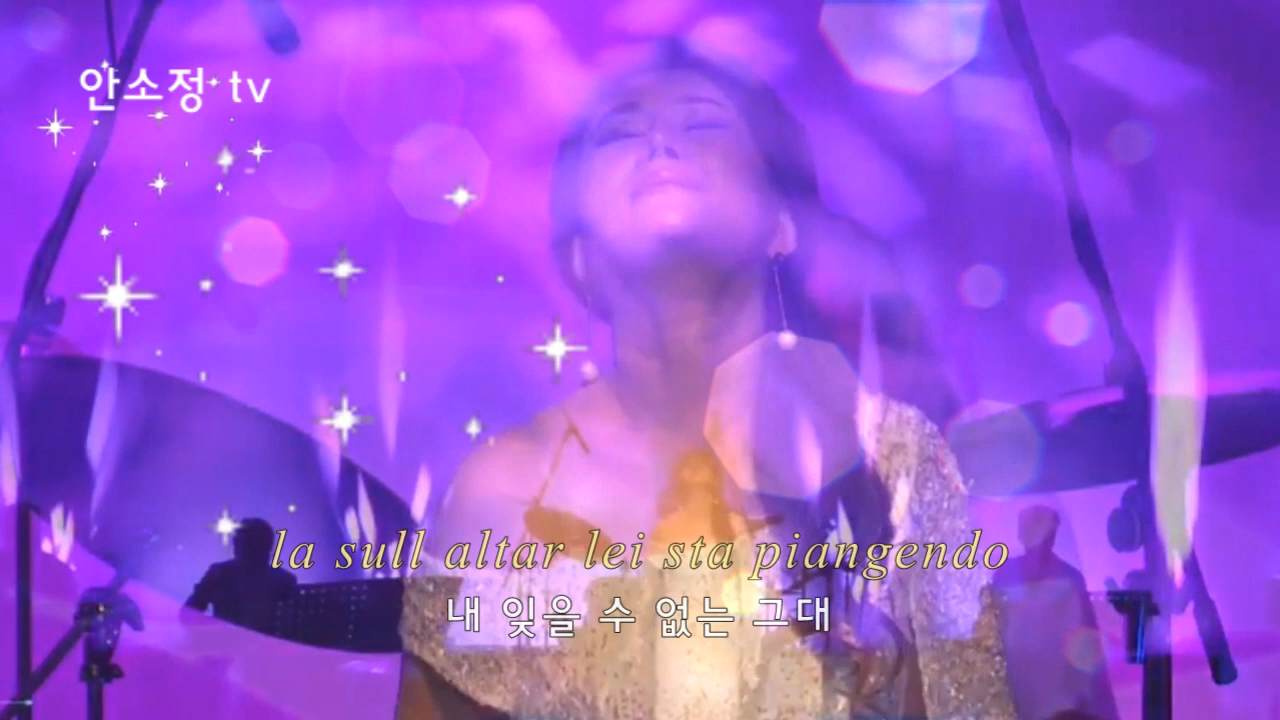 안소정 tv
la sull altar lei sta piangendo
내 잊을 수 없는 그대